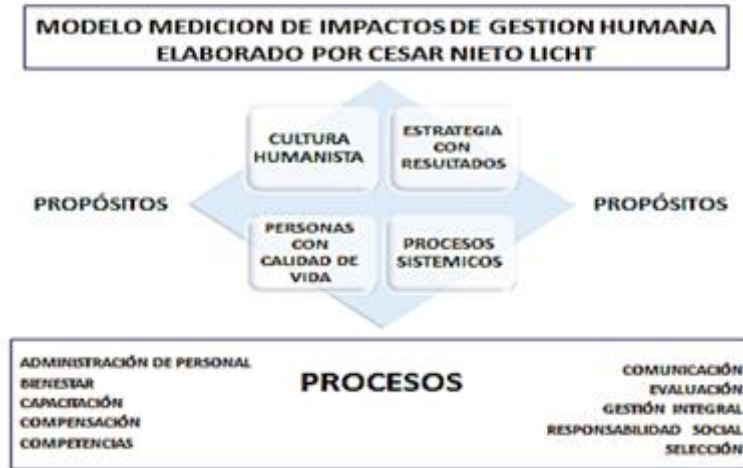 MODELO MEDICION DE IMPACTOS DE GESTION HUMANA
ELABORADO POR CESAR NIETO LICHT
CULTURA
HUMANISTA
ESTRATEGIA
CON
RESULTADOS
PROPÓSITOS
PROPÓSITOS
PERSONAS
CON
CALIDAD DE
VIDA
PROCESOS
SISTEMICOS
ADMINISTRACIÓN DE PERSONAL
BIENESTAR
CAPACITACIÓN
COMPENSACIÓN
COMPETENCIAS
PROCESOS
COMUNICACIÓN
EVALUACIÓN
GESTIÓN INTEGRAL
RESPONSABILIDAD SOCIAL
SELECCIÓN